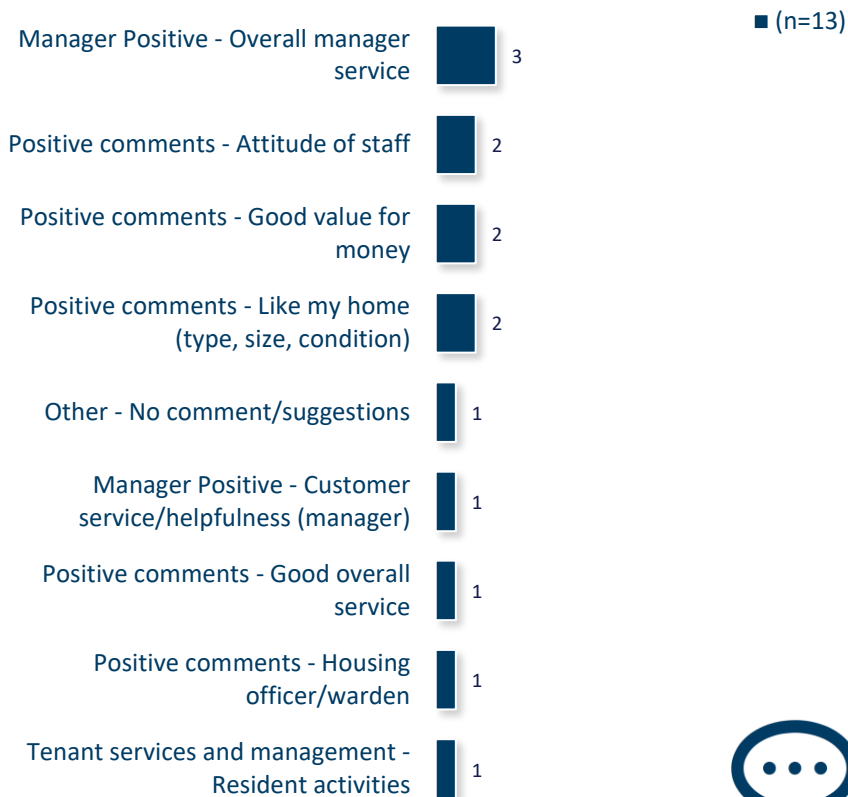 (n=13)
Manager Positive - Overall manager
service
3
Positive comments - Attitude of staff
2
Positive comments - Good value for
money
2
Positive comments - Like my home
(type, size, condition)
2
Other - No comment/suggestions
1
Manager Positive - Customer
service/helpfulness (manager)
1
Positive comments - Good overall
service
1
Positive comments - Housing
officer/warden
1
Tenant services and management -
Resident activities
1